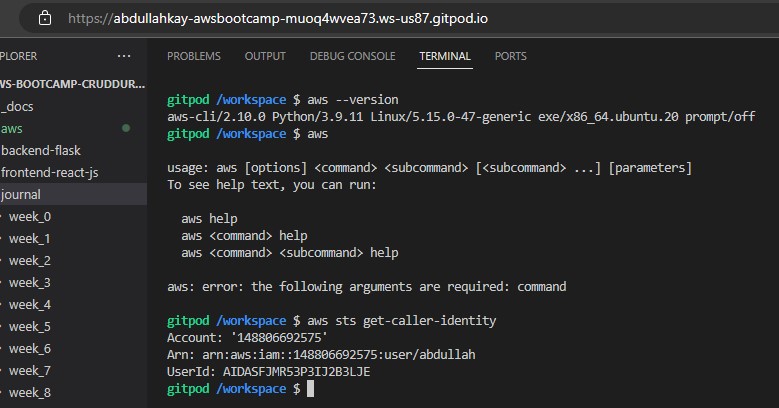 https://abdullahkay-awsbootcamp-muoq4wvea73.ws-us87.gitpod.io
PLORER ...
WS-BOOTCAMP-CRUDDUR...
_docs
aws
backend-flask
frontend-react-js
journal
week_0
week_1
week_2
week_3
week_4
week_5
week_6
week_7
week_8
PROBLEMS OUTPUT DEBUG CONSOLE TERMINAL PORTS
gitpod /workspace $ aws --version
aws-cli/2.10.0 Python/3.9.11 Linux/5.15.0-47-generic exe/x86_64.ubuntu.20 prompt/off
gitpod /workspace $ aws
usage: aws [options] <command> <subcommand> [<subcommand> ...] [parameters]
To see help text, you can run:
aws help
aws <command> help
aws <command> <subcommand> help
aws: error: the following arguments are required: command
gitpod /workspace $ aws sts get-caller-identity
Account: '148806692575'
Arn: arn:aws:iam::148806692575:user/abdullah
UserId: AIDASFJMR53P3IJ2B3LJE
gitpod /workspace $